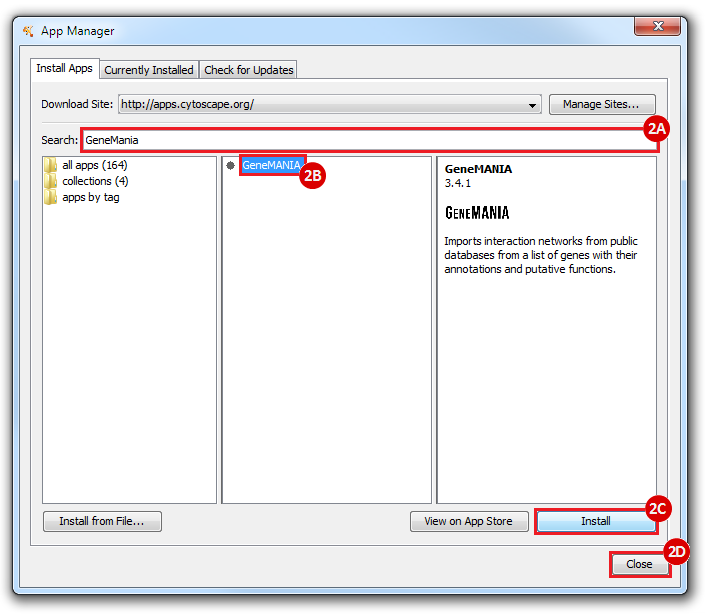 App Manager
Install Apps Currently Installed Check for Updates
Download Site: http://apps.cytoscape.org/ Manage Sites...
2A
Search: GeneMania
all apps (164)
collections (4)
apps by tag
GeneMANIA
2B
GeneMANIA
3.4.1
GENEMANIA
Imports interaction networks from public
databases from a list of genes with their
annotations and putative functions.
2C
Install from File... View on App Store Install
2D
Close